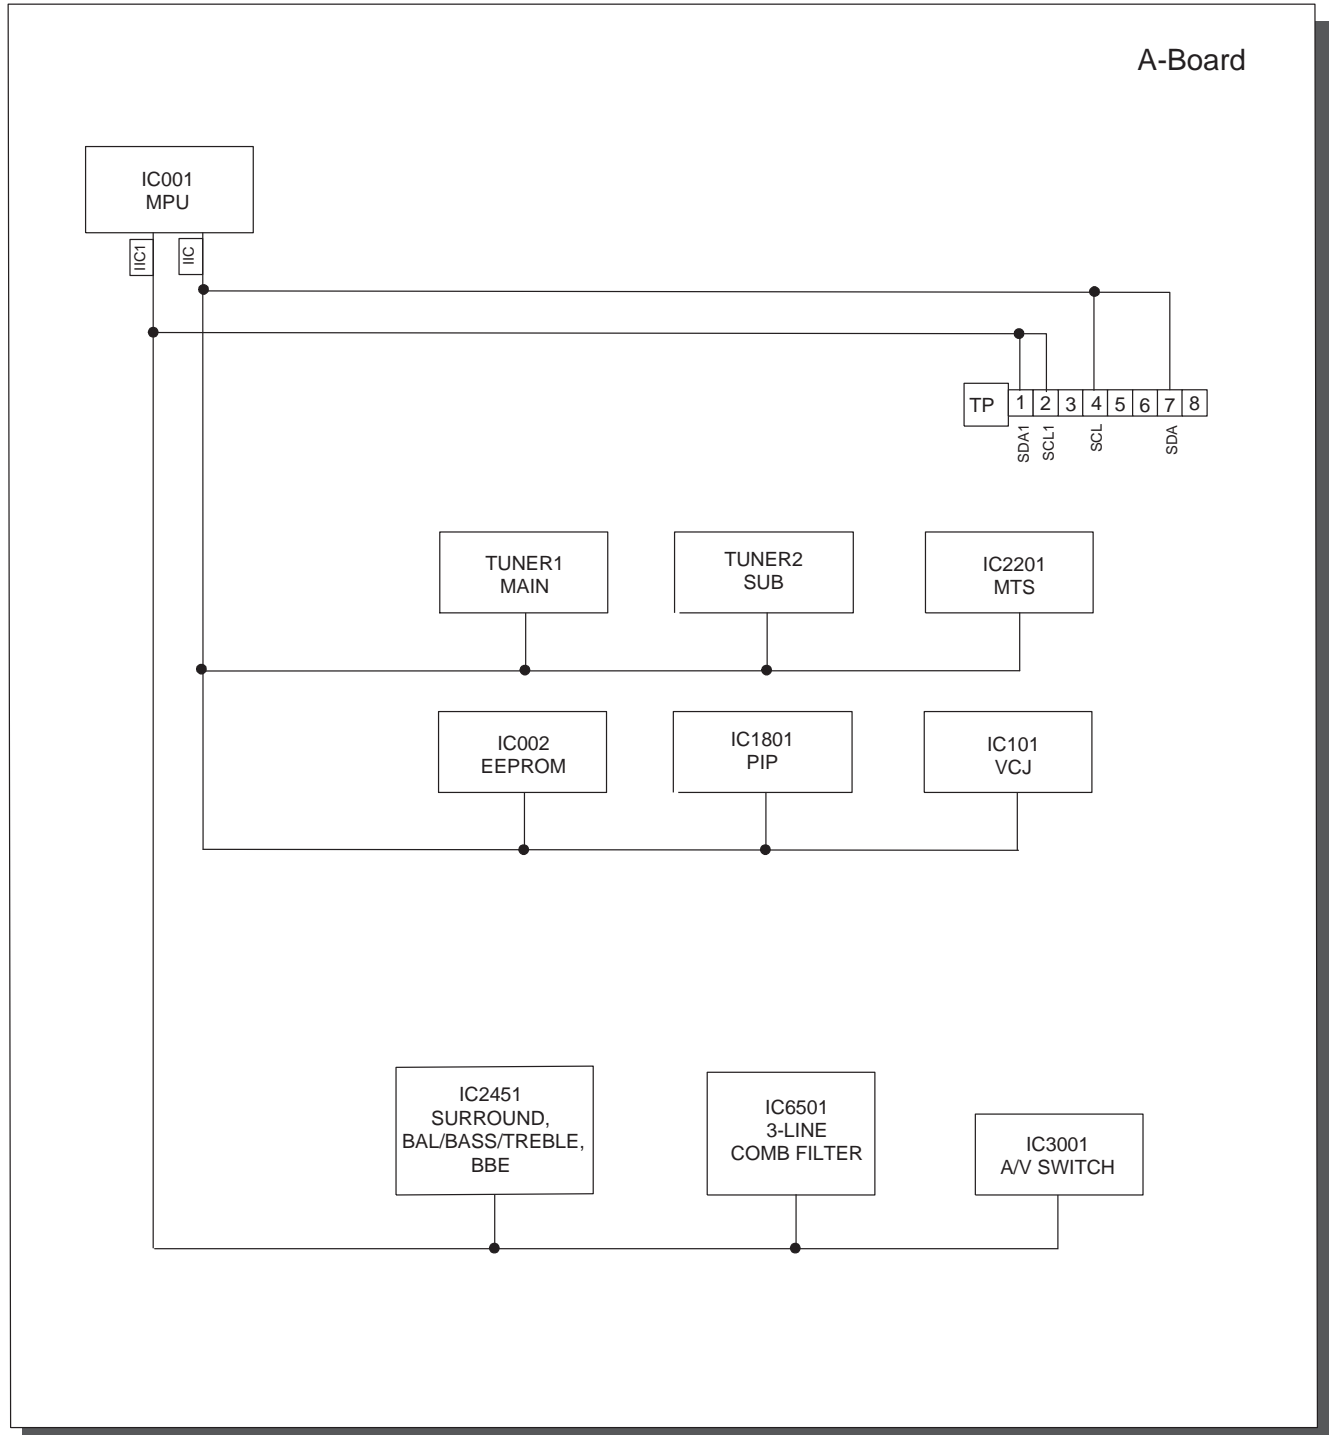 A-Board
IC001
MPU
IIC1
IIC
TP 1 2 3 4 5 6 7 8
SDA1 SCL1 SCL SDA
TUNER1
MAIN
TUNER2
SUB
IC2201
MTS
IC002
EEPROM
IC1801
PIP
IC101
VCJ
IC2451
SURROUND,
BAL/BASS/TREBLE,
BBE
IC6501
3-LINE
COMB FILTER
IC3001
A/V SWITCH